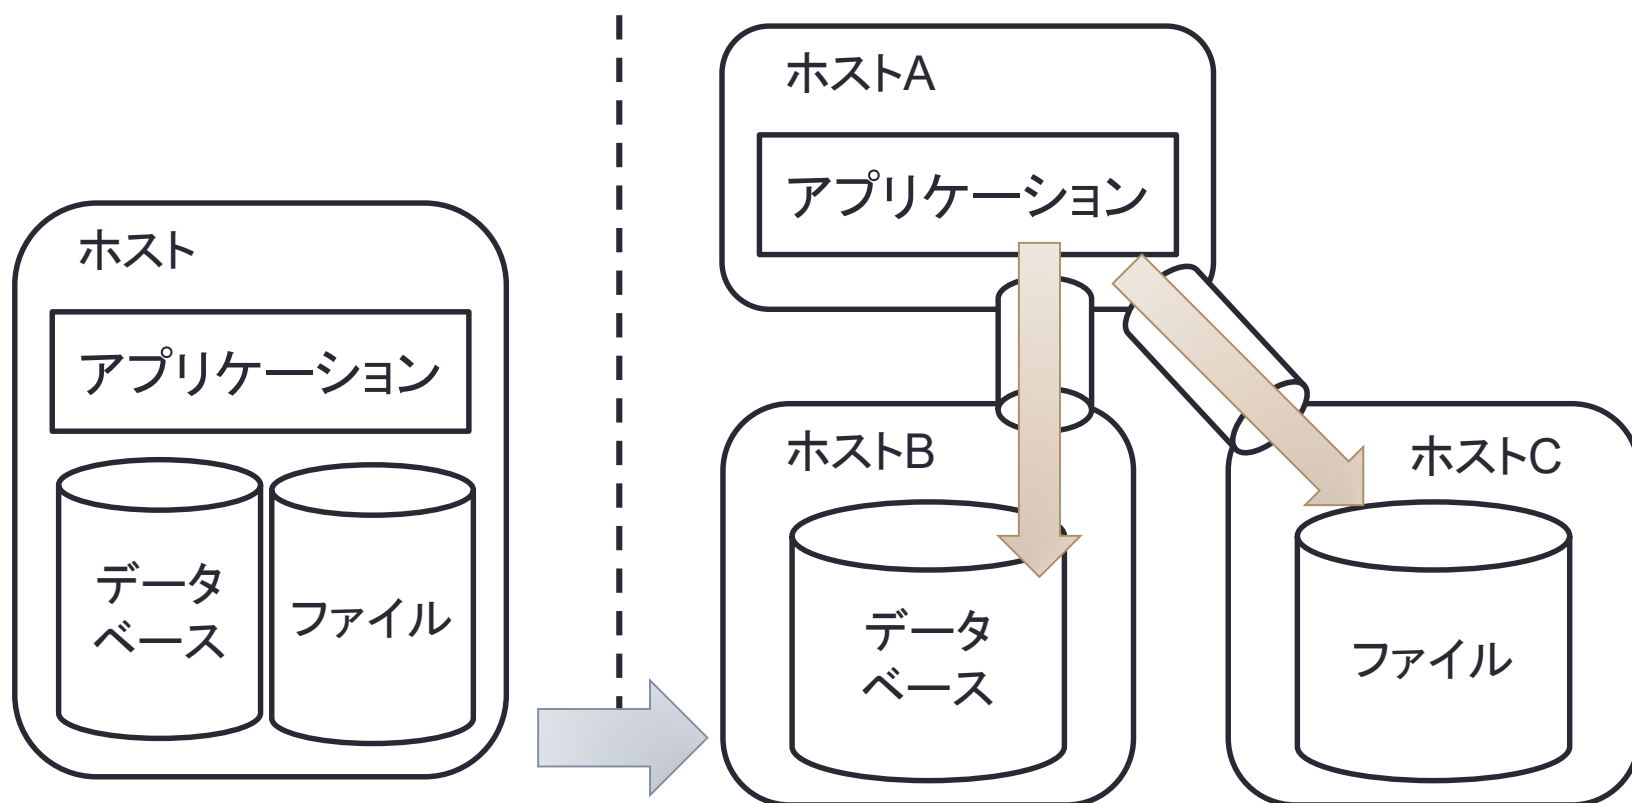 ホスト
アプリケーション
データ
ベース
ファイル
ホストA
アプリケーション
ホストB
データ
ベース
ホストC
ファイル